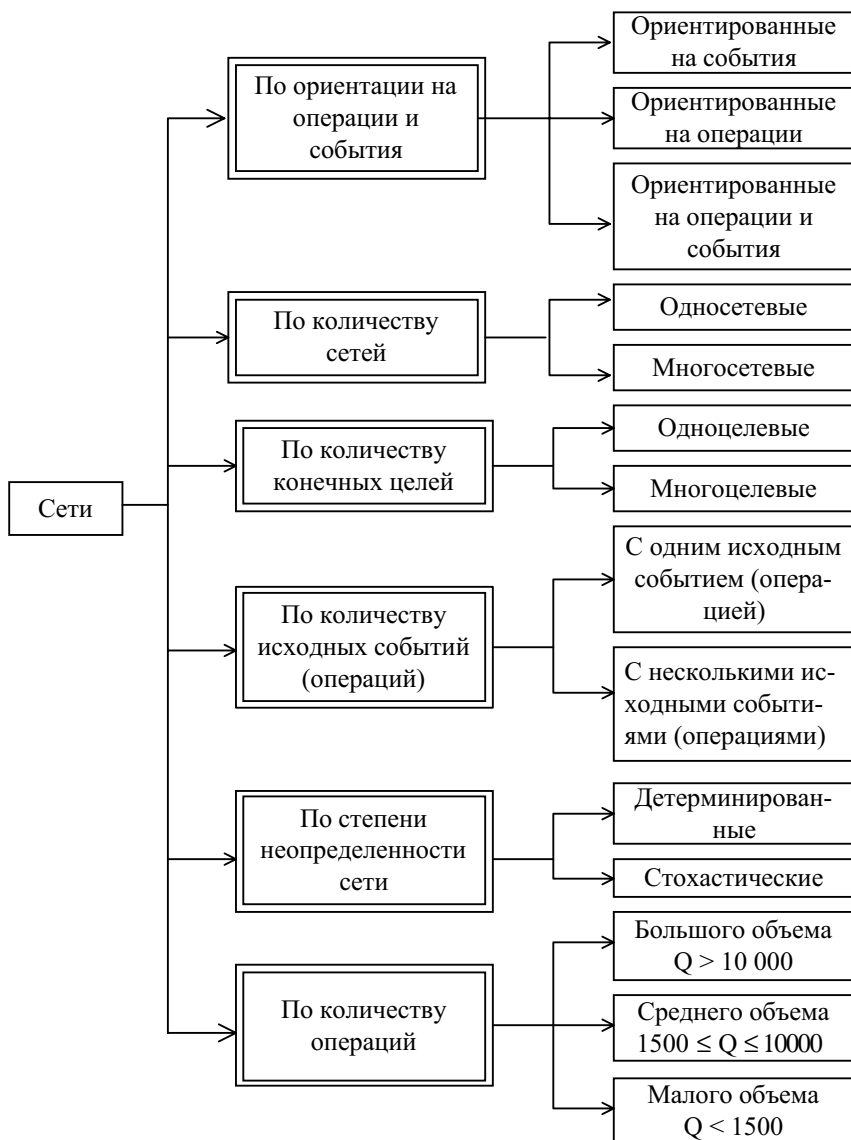 Сети
По ориентации на
операции и
события
Ориентированные
на события
Ориентированные
на операции
Ориентированные
на операции и
события
По количеству
сетей
Односетевые
Многосетевые
По количеству
конечных целей
Одноцелевые
Многоцелевые
По количеству
исходных событий
(операций)
С одним исходным
событием (опера-
цией)
С несколькими ис-
ходными событи-
ями (операциями)
По степени
неопределенности
сети
Детерминирован-
ные
Стохастические
По количеству
операций
Большого объема
Q > 10 000
Среднего объема
1500 ≤ Q ≤ 10000
Малого объема
Q < 1500